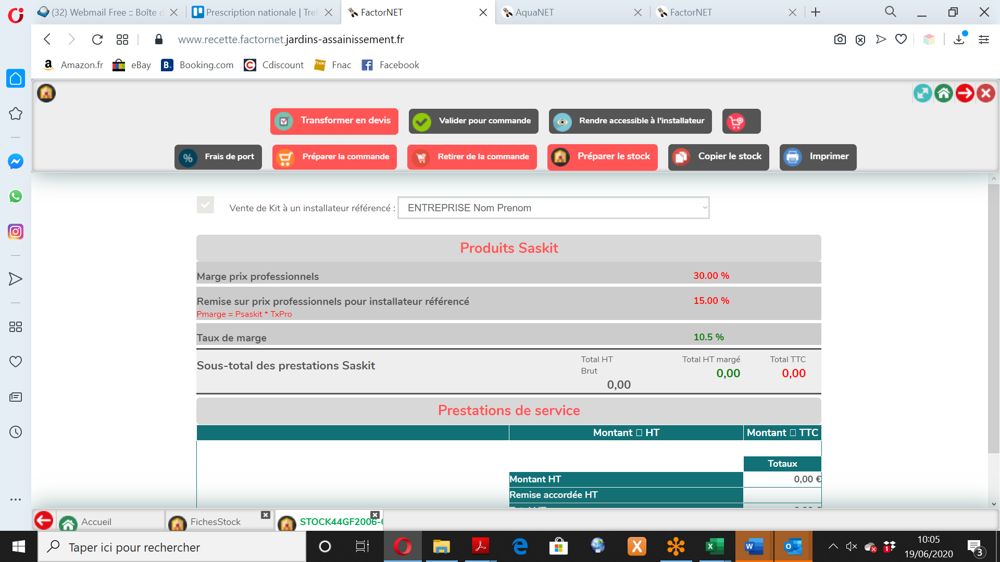 (32) Webmail Free :: Boîte d
Prescription nationale | Trel
FactorNET
AquaNET
FactorNET
www.recette.factornet.jardins-assainissement.fr
Amazon.fr
eBay
Booking.com
Cdiscount
Fnac
Facebook
Transformer en devis
Valider pour commande
Rendre accessible à l'installateur
Frais de port
Préparer la commande
Retirer de la commande
Préparer le stock
Copier le stock
Imprimer
Vente de Kit à un installateur référencé : ENTREPRISE Nom Prenom
Produits Saskit
Marge prix professionnels 30.00 %
Remise sur prix professionnels pour installateur référencé 15.00 %
Pmarge = Psaskit * TxPro
Taux de marge 10.5 %
Sous-total des prestations Saskit
Total HT Brut
0,00
Total HT margé
0,00
Total TTC
0,00
Prestations de service
Montant HT Montant TTC
Totaux
Montant HT 0,00 €
Remise accordée HT
Accueil
FichesStock
STOCK44GF2006-
Taper ici pour rechercher
10:05
19/06/2020
3